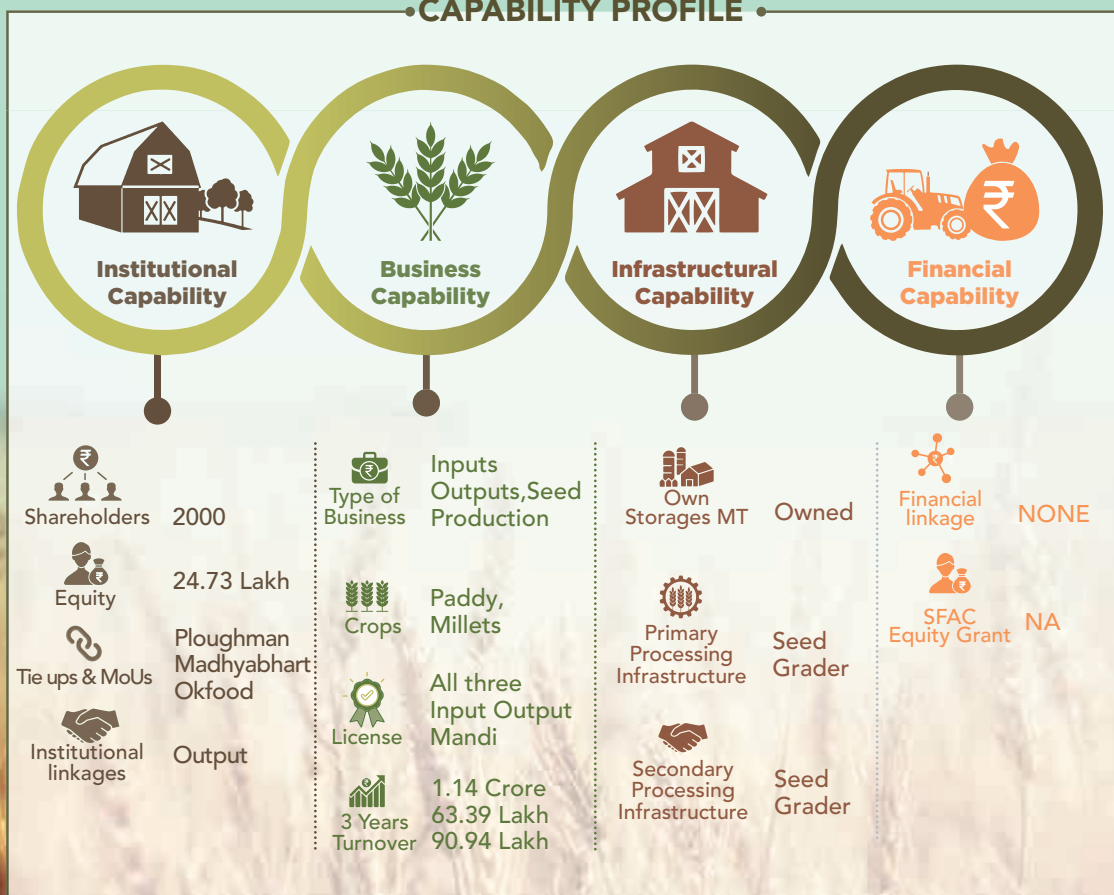 CAPABILITY PROFILE
Institutional
Capability
Business
Capability
Infrastructural
Capability
Financial
Capability
Shareholders
2000
Equity
24.73 Lakh
Tie ups & MoUs
Ploughman
Madhyabhart
Okfood
Institutional
linkages
Output
Type of
Business
Inputs
Outputs,Seed
Production
Crops
Paddy,
Millets
License
All three
Input Output
Mandi
3 Years
Turnover
1.14 Crore
63.39 Lakh
90.94 Lakh
Own
Storages MT
Owned
Primary
Processing
Infrastructure
Seed
Grader
Secondary
Processing
Infrastructure
Seed
Grader
Financial
linkage
NONE
SFAC
Equity Grant
NA